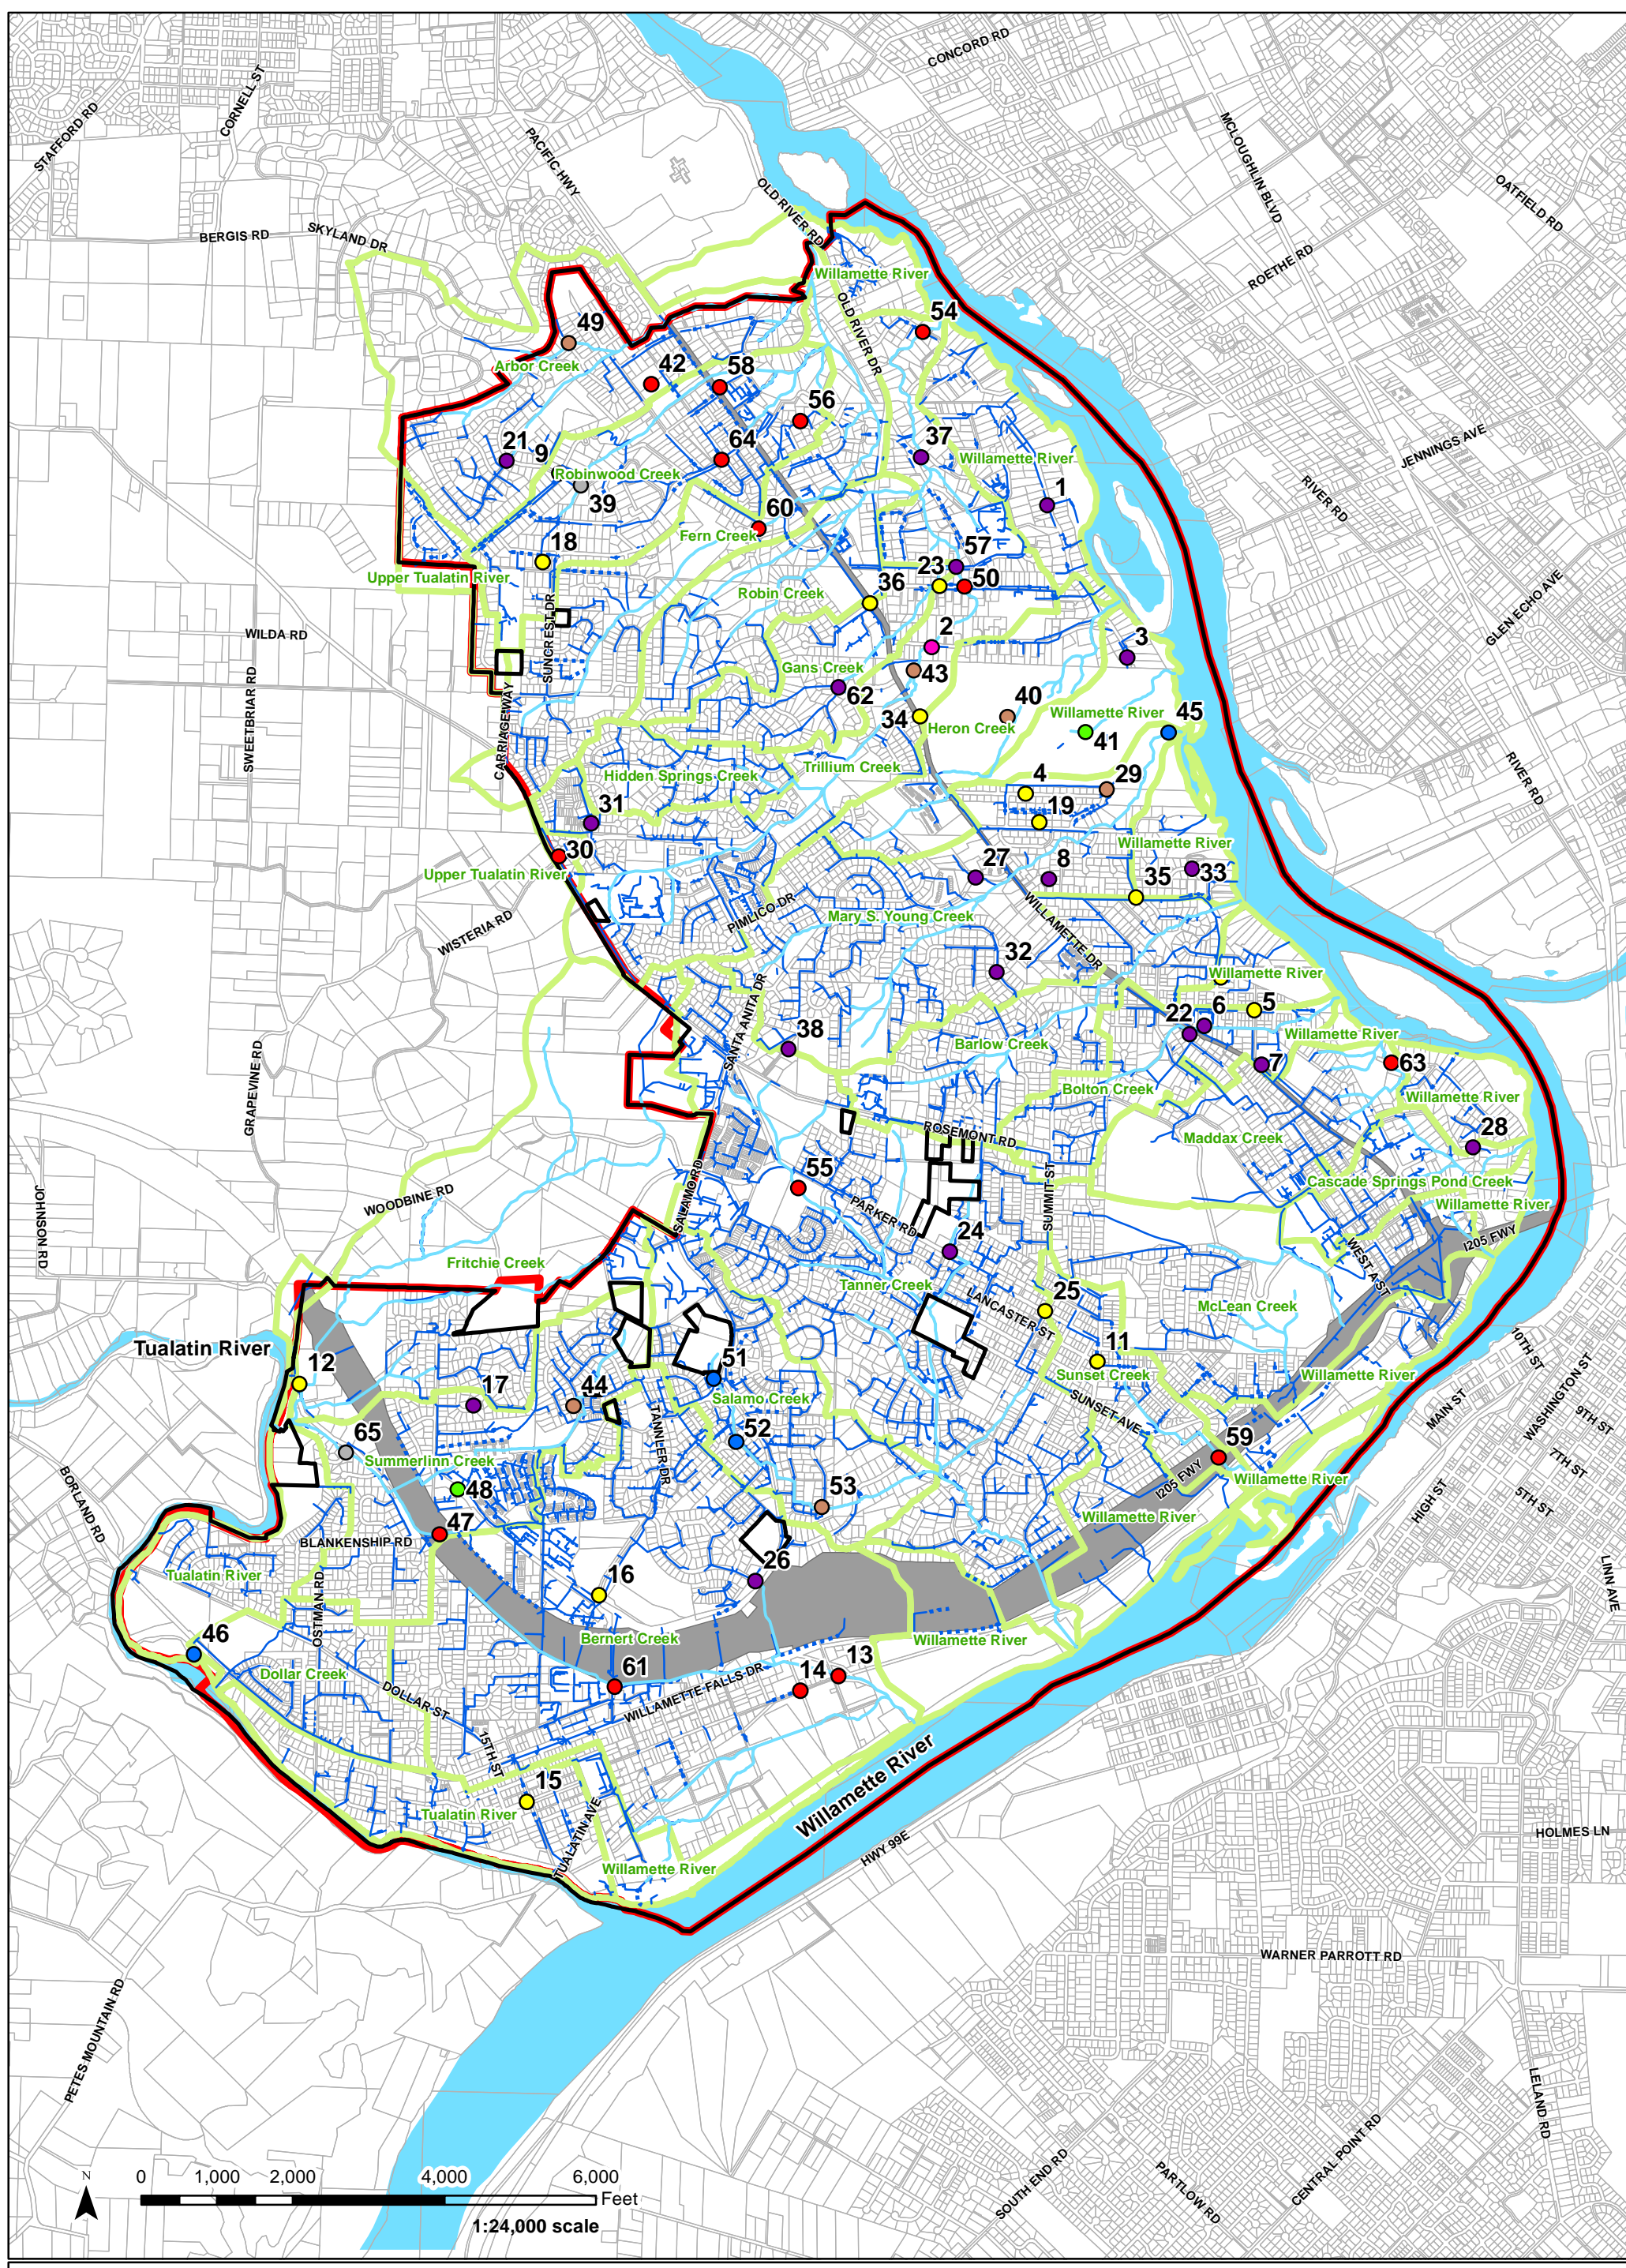 CONCORD RD
CORNELL ST
STAFFORD RD
PACIFIC HWY
MCLOUGHLIN BLVD
OATFIELD RD
OLD RIVER RD
BERGIS RD
SKYLAND DR
ROETHE RD
Willamette River
OLD RIVER DR
54
49
Arbor Creek
42
58
56
JENNINGS AVE
21
9
64
37
Willamette River
Robinwood Creek
39
1
RIVER RD
60
Fern Creek
18
57
23
50
Upper Tualatin River
Robin Creek
36
GLEN ECHO AVE
SUNCREST DR
WILDA RD
2
3
Gans Creek
43
62
SWEETBRIAR RD
CARRIAGE WAY
34
40
Heron Creek
Willamette River
41
45
Hidden Springs Creek
Trillium Creek
4
29
RIVER RD
31
19
30
Upper Tualatin River
Willamette River
27
8
35
33
PIMLICO DR
Mary S. Young Creek
WISTERIA RD
WILLAMETTE DR
32
Willamette River
SANTA ANITA DR
38
22
6
5
Willamette River
Barlow Creek
7
63
Bolton Creek
Willamette River
GRAPEVINE RD
ROSEMONT RD
Maddax Creek
28
Cascade Springs Pond Creek
55
SALAMO RD
WOODBINE RD
PARKER RD
SUMMIT ST
Willamette River
JOHNSON RD
24
I205 FWY
WEST A ST
Fritchie Creek
Tanner Creek
LANCASTER ST
25
McLean Creek
Tualatin River
12
51
11
10TH ST
Sunset Creek
Willamette River
WASHINGTON ST
17
44
Salamo Creek
SUNSET AVE
MAIN ST
9TH ST
65
TANNLER DR
52
59
7TH ST
Summerlinn Creek
I205 FWY
Willamette River
BORLAND RD
48
53
HIGH ST
5TH ST
47
Willamette River
BLANKENSHIP RD
Tualatin River
26
16
LINN AVE
OSTMAN RD
46
Bernert Creek
Willamette River
Dollar Creek
61
14
13
DOLLAR ST
WILLAMETTE FALLS DR
15TH ST
15
Tualatin River
Willamette River
TUALATIN AVE
HWY 99E
HOLMES LN
Willamette River
WARNER PARROTT RD
PETES MOUNTAIN RD
LELAND RD
CENTRAL POINT RD
SOUTH END RD
PARTLOW RD
N
0 1,000 2,000 4,000 6,000
Feet
1:24,000 scale